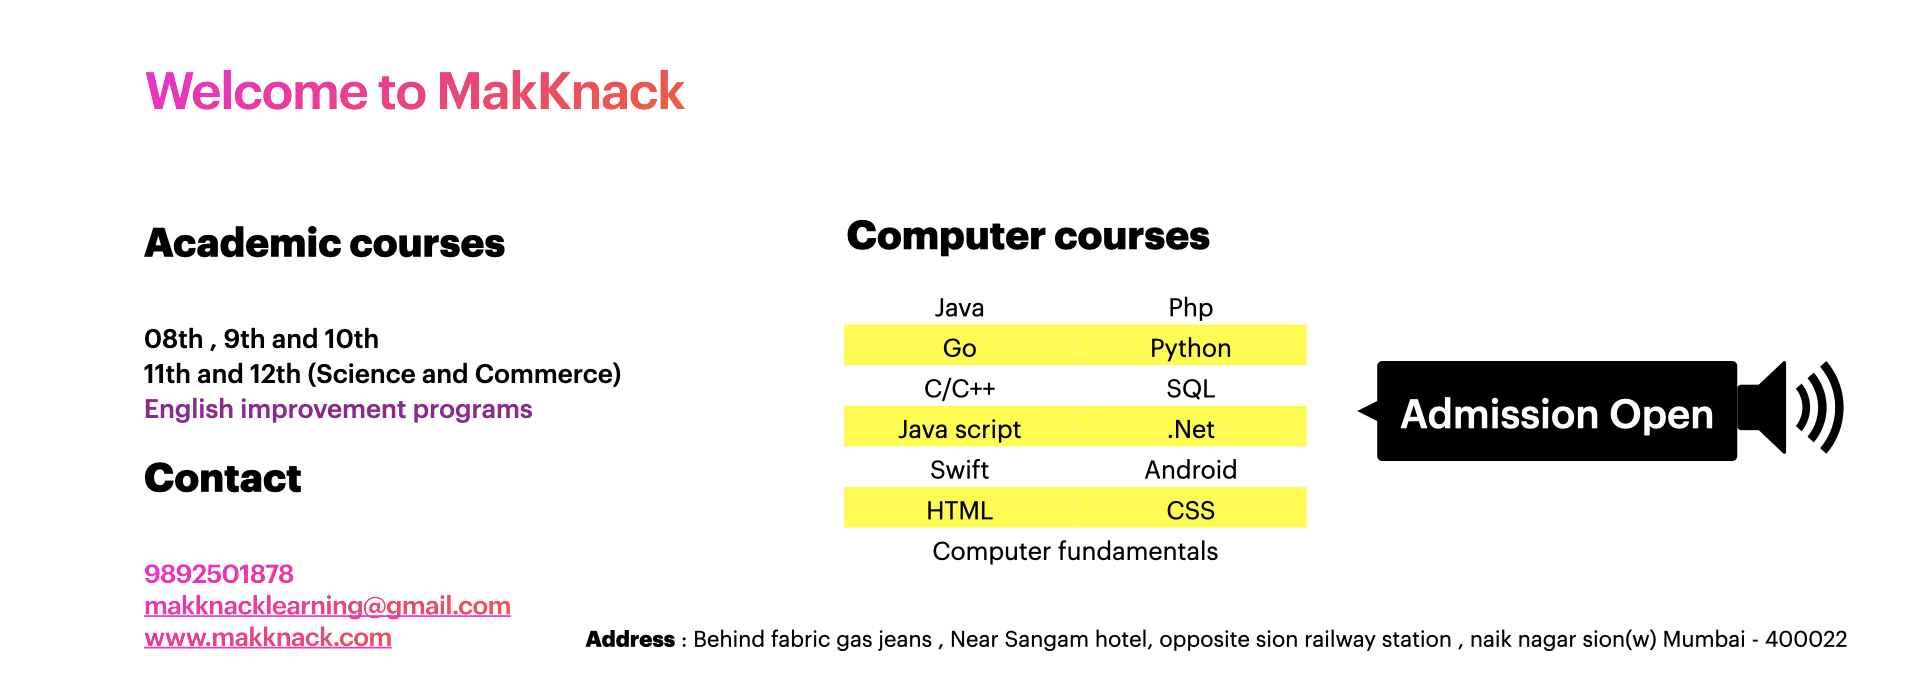 Welcome to MakKnack
Academic courses
08th , 9th and 10th
11th and 12th (Science and Commerce)
English improvement programs
Contact
9892501878
makknacklearning@gmail.com
www.makknack.com
Computer courses
Java Php
Go Python
C/C++ SQL
Java script .Net
Swift Android
HTML CSS
Computer fundamentals
Admission Open
Address : Behind fabric gas jeans , Near Sangam hotel, opposite sion railway station , naik nagar sion(w) Mumbai - 400022